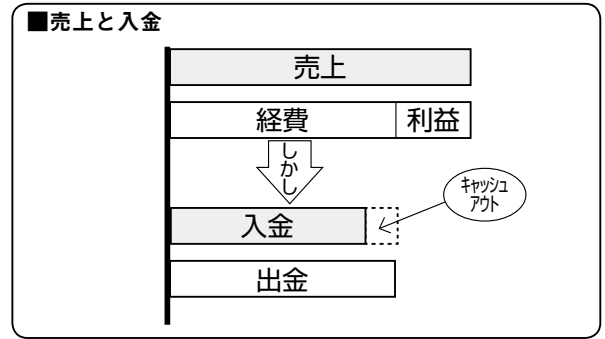 ■売上と入金
売上
経費 利益
しかし
キャッシュ
アウト
入金
出金